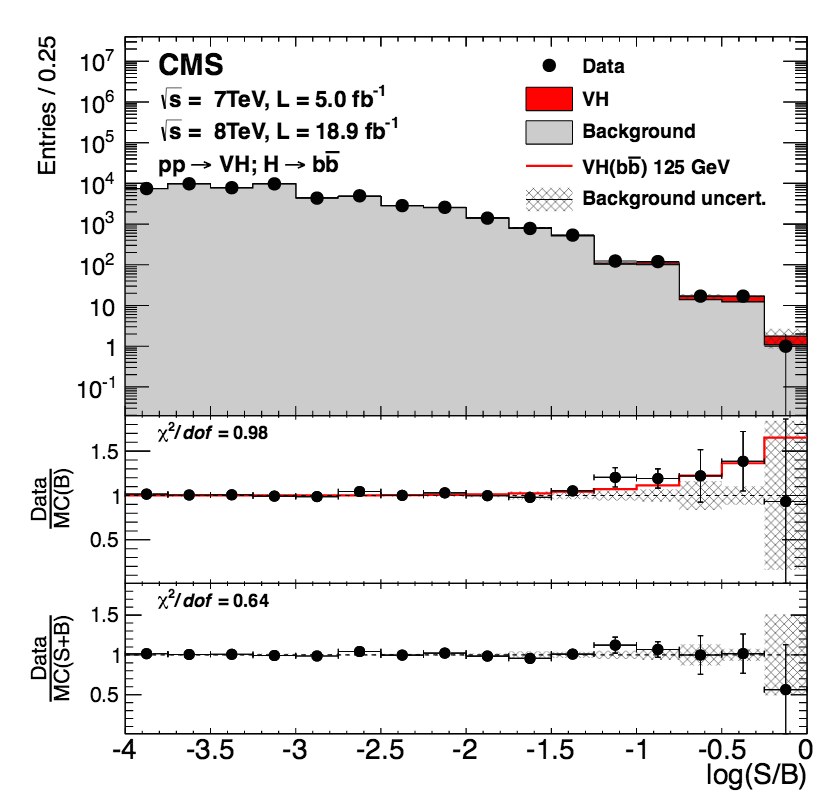 Entries / 0.25
10⁷
10⁶
10⁵
10⁴
10³
10²
10
1
10⁻¹
CMS
√s = 7TeV, L = 5.0 fb⁻¹
√s = 8TeV, L = 18.9 fb⁻¹
pp → VH; H → bb̅
Data
VH
Background
VH(bb̅) 125 GeV
Background uncert.
Data
MC(B)
1.5
1
0.5
χ²/dof = 0.98
Data
MC(S+B)
1.5
1
0.5
χ²/dof = 0.64
-4 -3.5 -3 -2.5 -2 -1.5 -1 -0.5 0
log(S/B)